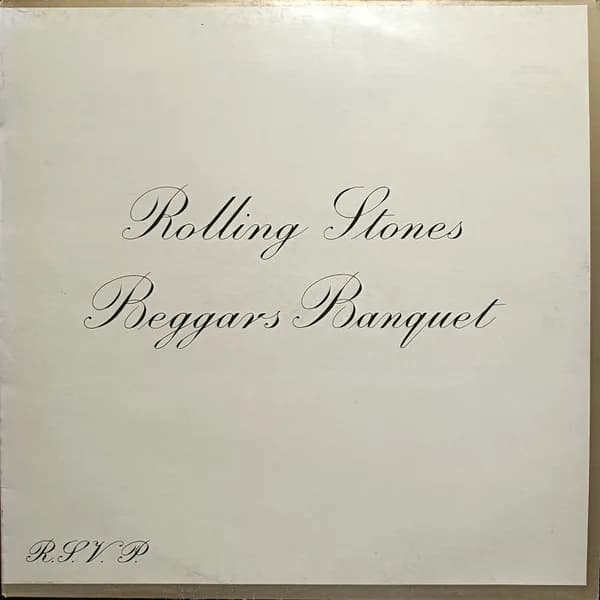 Rolling Stones
Beggars Banquet
R.S.V.P.